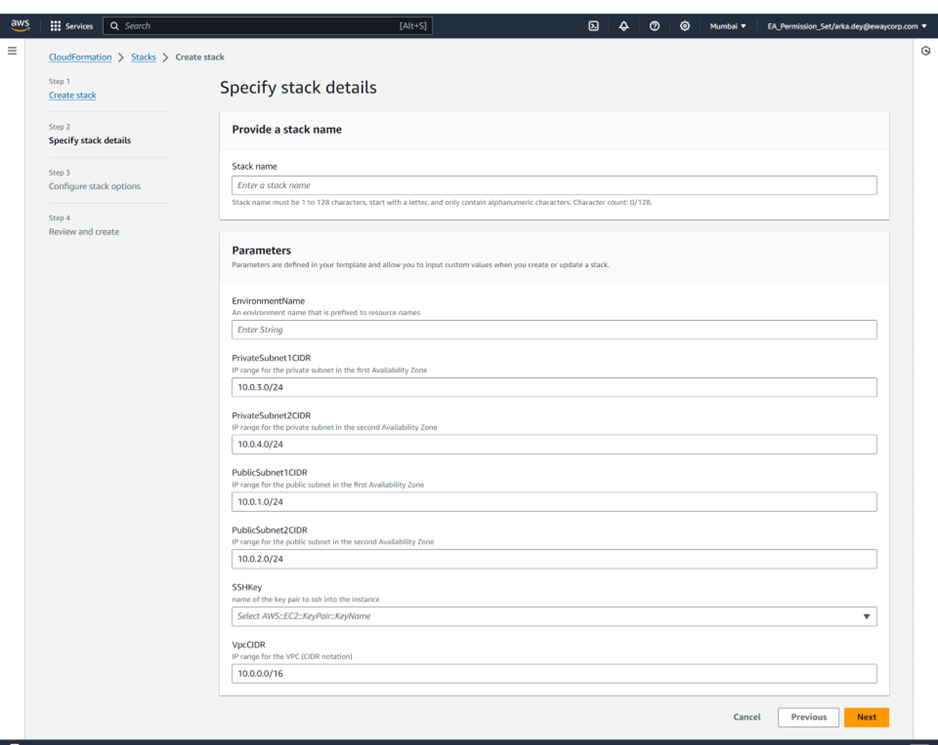 aws Services Search [Alt+S] Mumbai EA_Permission_Set/arka.dey@ewaycorp.com
CloudFormation > Stacks > Create stack
Step 1
Create stack
Step 2
Specify stack details
Step 3
Configure stack options
Step 4
Review and create
Specify stack details
Provide a stack name
Stack name
Enter a stack name
Stack name must be 1 to 128 characters, start with a letter, and only contain alphanumeric characters. Character count: 0/128.
Parameters
Parameters are defined in your template and allow you to input custom values when you create or update a stack.
EnvironmentName
An environment name that is prefixed to resource names
Enter String
PrivateSubnet1CIDR
IP range for the private subnet in the first Availability Zone
10.0.3.0/24
PrivateSubnet2CIDR
IP range for the private subnet in the second Availability Zone
10.0.4.0/24
PublicSubnet1CIDR
IP range for the public subnet in the first Availability Zone
10.0.1.0/24
PublicSubnet2CIDR
IP range for the public subnet in the second Availability Zone
10.0.2.0/24
SSHKey
name of the key pair to ssh into the instance
Select AWS::EC2::KeyPair::KeyName
VpcCIDR
IP range for the VPC (CIDR notation)
10.0.0.0/16
Cancel Previous Next